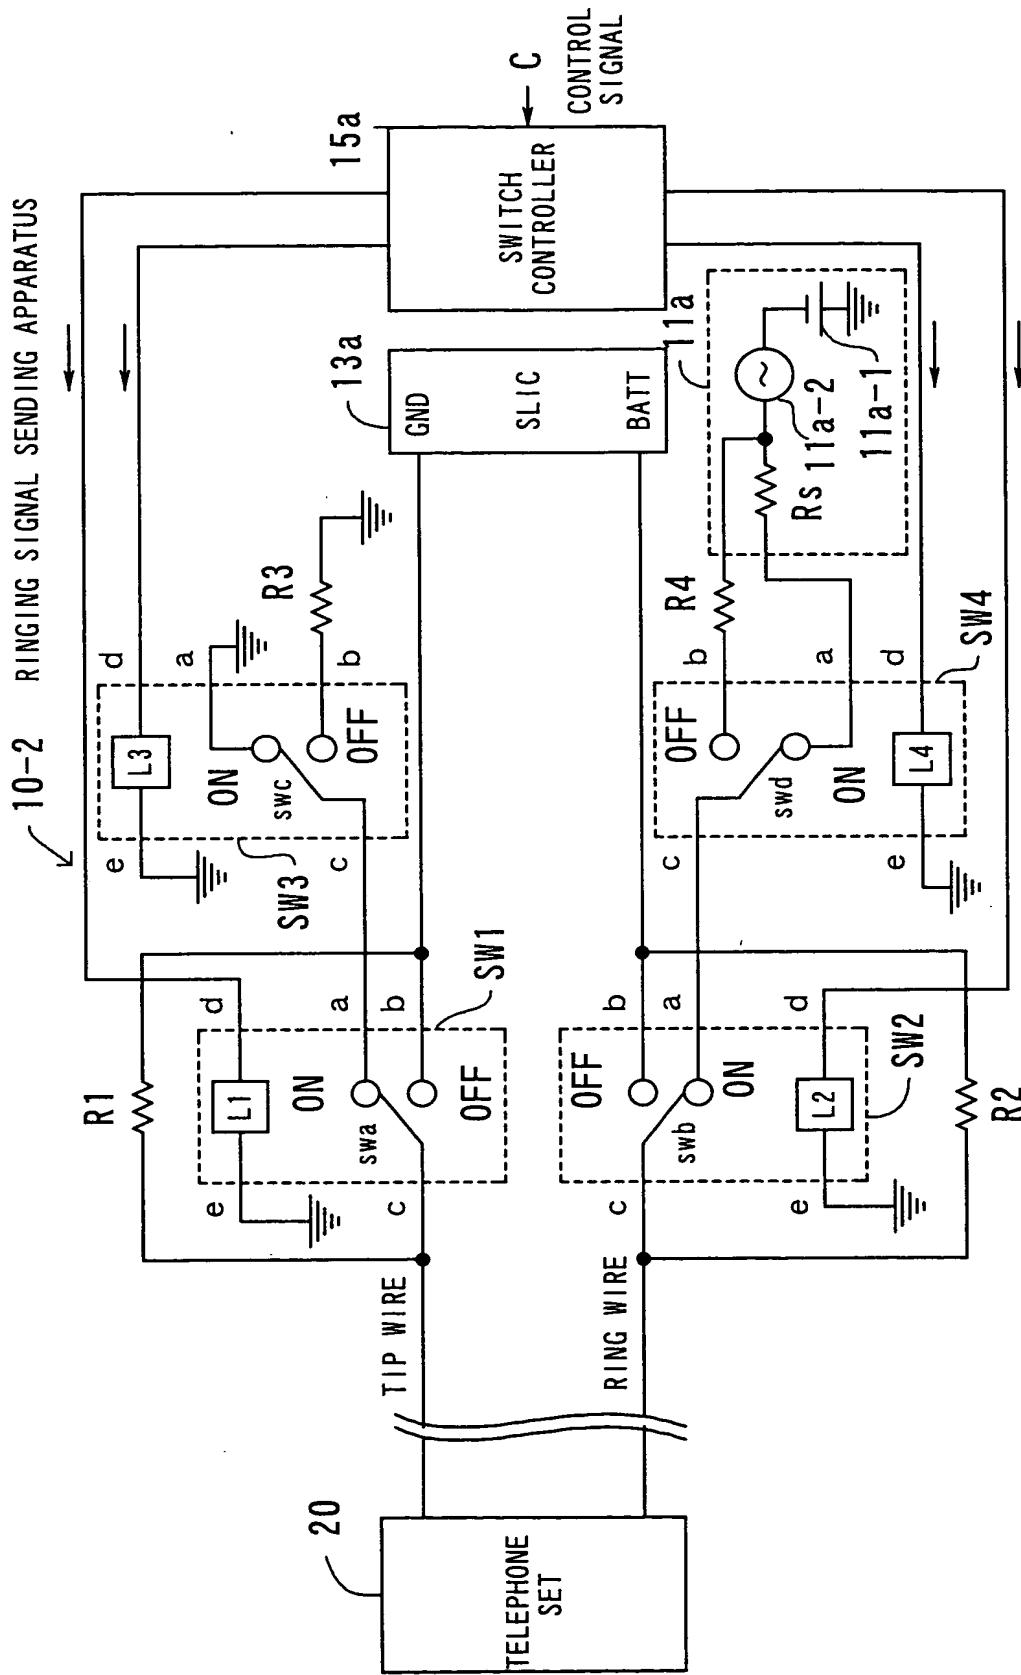 10-2 RINGING SIGNAL SENDING APPARATUS
15a
SWITCH
CONTROLLER
C
CONTROL
SIGNAL
13a
GND
SLIC
BATT
11a
Rs
11a-2
11a-1
R3
R4
SW3
d
a
b
L3
ON
OFF
swc
e
c
SW4
b
a
d
OFF
swd
ON
L4
c
e
R1
SW1
d
a
b
L1
ON
OFF
swa
e
c
SW2
b
a
d
OFF
swb
ON
L2
c
e
R2
TIP WIRE
RING WIRE
20
TELEPHONE
SET